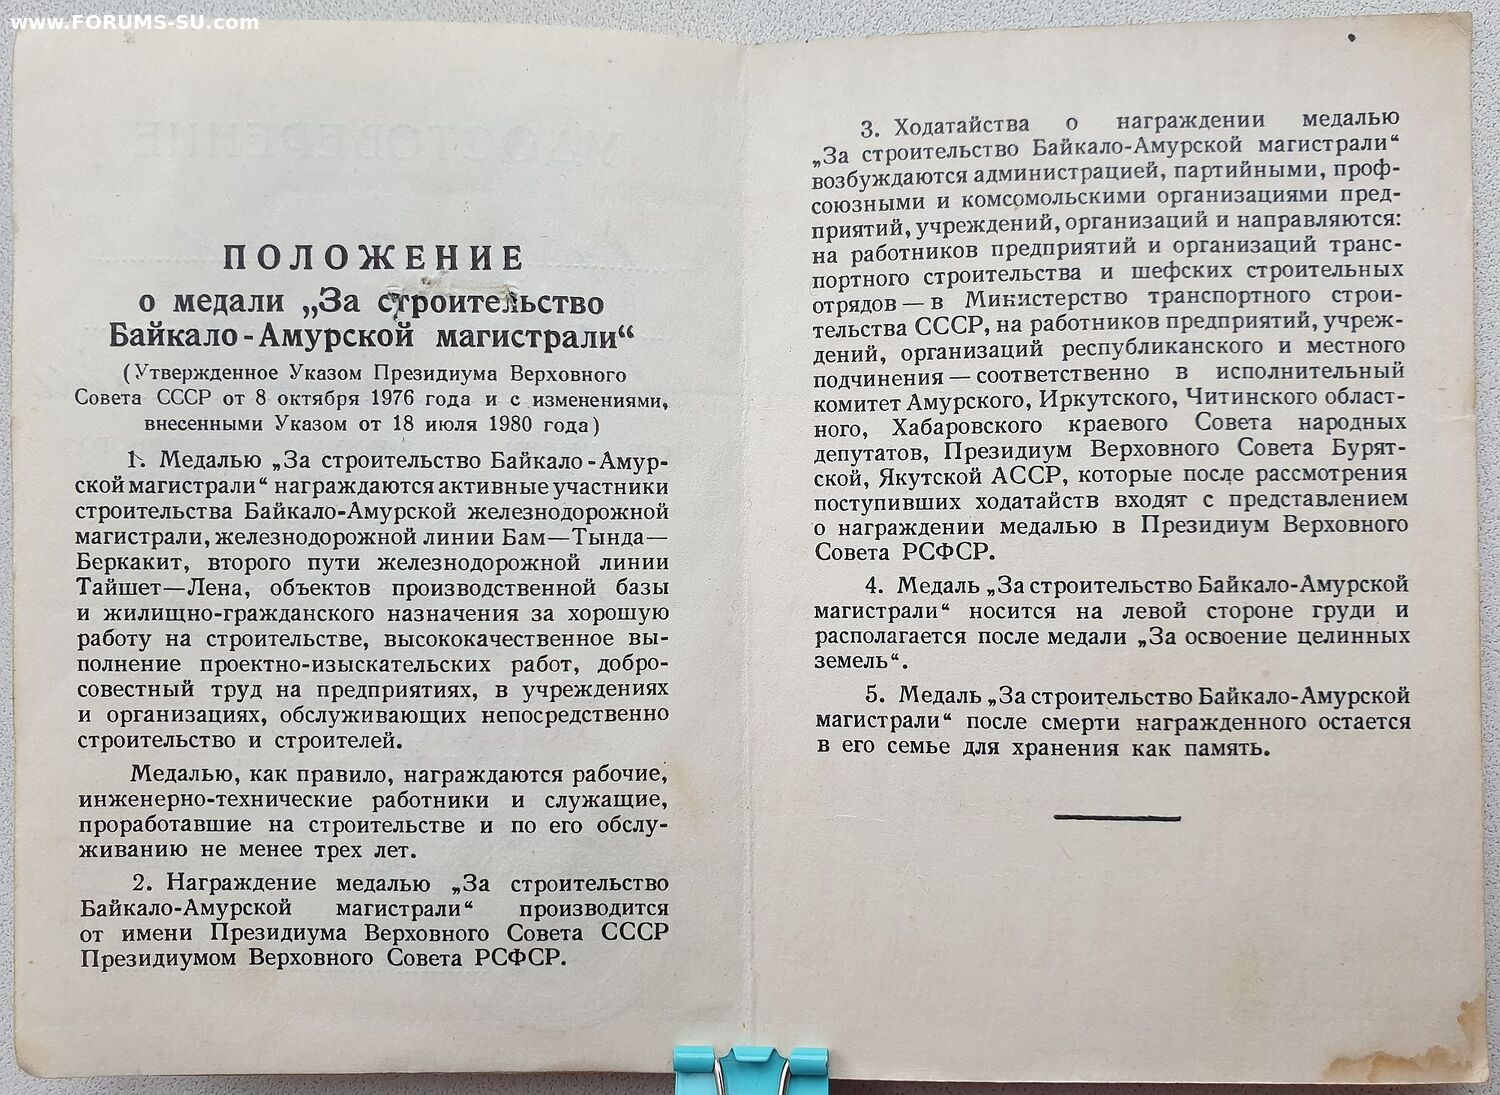 www.FORUMS-SU.com
ПОЛОЖЕНИЕ
о медали „За строительство
Байкало-Амурской магистрали“
(Утвержденное Указом Президиума Верховного
Совета СССР от 8 октября 1976 года и с изменениями,
внесенными Указом от 18 июля 1980 года)
1. Медалью „За строительство Байкало-Амур-
ской магистрали“ награждаются активные участники
строительства Байкало-Амурской железнодорожной
магистрали, железнодорожной линии Бам—Тында—
Беркакит, второго пути железнодорожной линии
Тайшет—Лена, объектов производственной базы
и жилищно-гражданского назначения за хорошую
работу на строительстве, высококачественное вы-
полнение проектно-изыскательских работ, добро-
совестный труд на предприятиях, в учреждениях
и организациях, обслуживающих непосредственно
строительство и строителей.
Медалью, как правило, награждаются рабочие,
инженерно-технические работники и служащие,
проработавшие на строительстве и по его обслу-
живанию не менее трех лет.
2. Награждение медалью „За строительство
Байкало-Амурской магистрали“ производится
от имени Президиума Верховного Совета СССР
Президиумом Верховного Совета РСФСР.
3. Ходатайства о награждении медалью
„За строительство Байкало-Амурской магистрали“
возбуждаются администрацией, партийными, проф-
союзными и комсомольскими организациями пред-
приятий, учреждений, организаций и направляются:
на работников предприятий и организаций транс-
портного строительства и шефских строительных
отрядов — в Министерство транспортного строи-
тельства СССР, на работников предприятий, учреж-
дений, организаций республиканского и местного
подчинения — соответственно в исполнительный
комитет Амурского, Иркутского, Читинского област-
ного, Хабаровского краевого Совета народных
депутатов, Президиум Верховного Совета Бурят-
ской, Якутской АССР, которые после рассмотрения
поступивших ходатайств входят с представлением
о награждении медалью в Президиум Верховного
Совета РСФСР.
4. Медаль „За строительство Байкало-Амурской
магистрали“ носится на левой стороне груди и
располагается после медали „За освоение целинных
земель“.
5. Медаль „За строительство Байкало-Амурской
магистрали“ после смерти награжденного остается
в его семье для хранения как память.